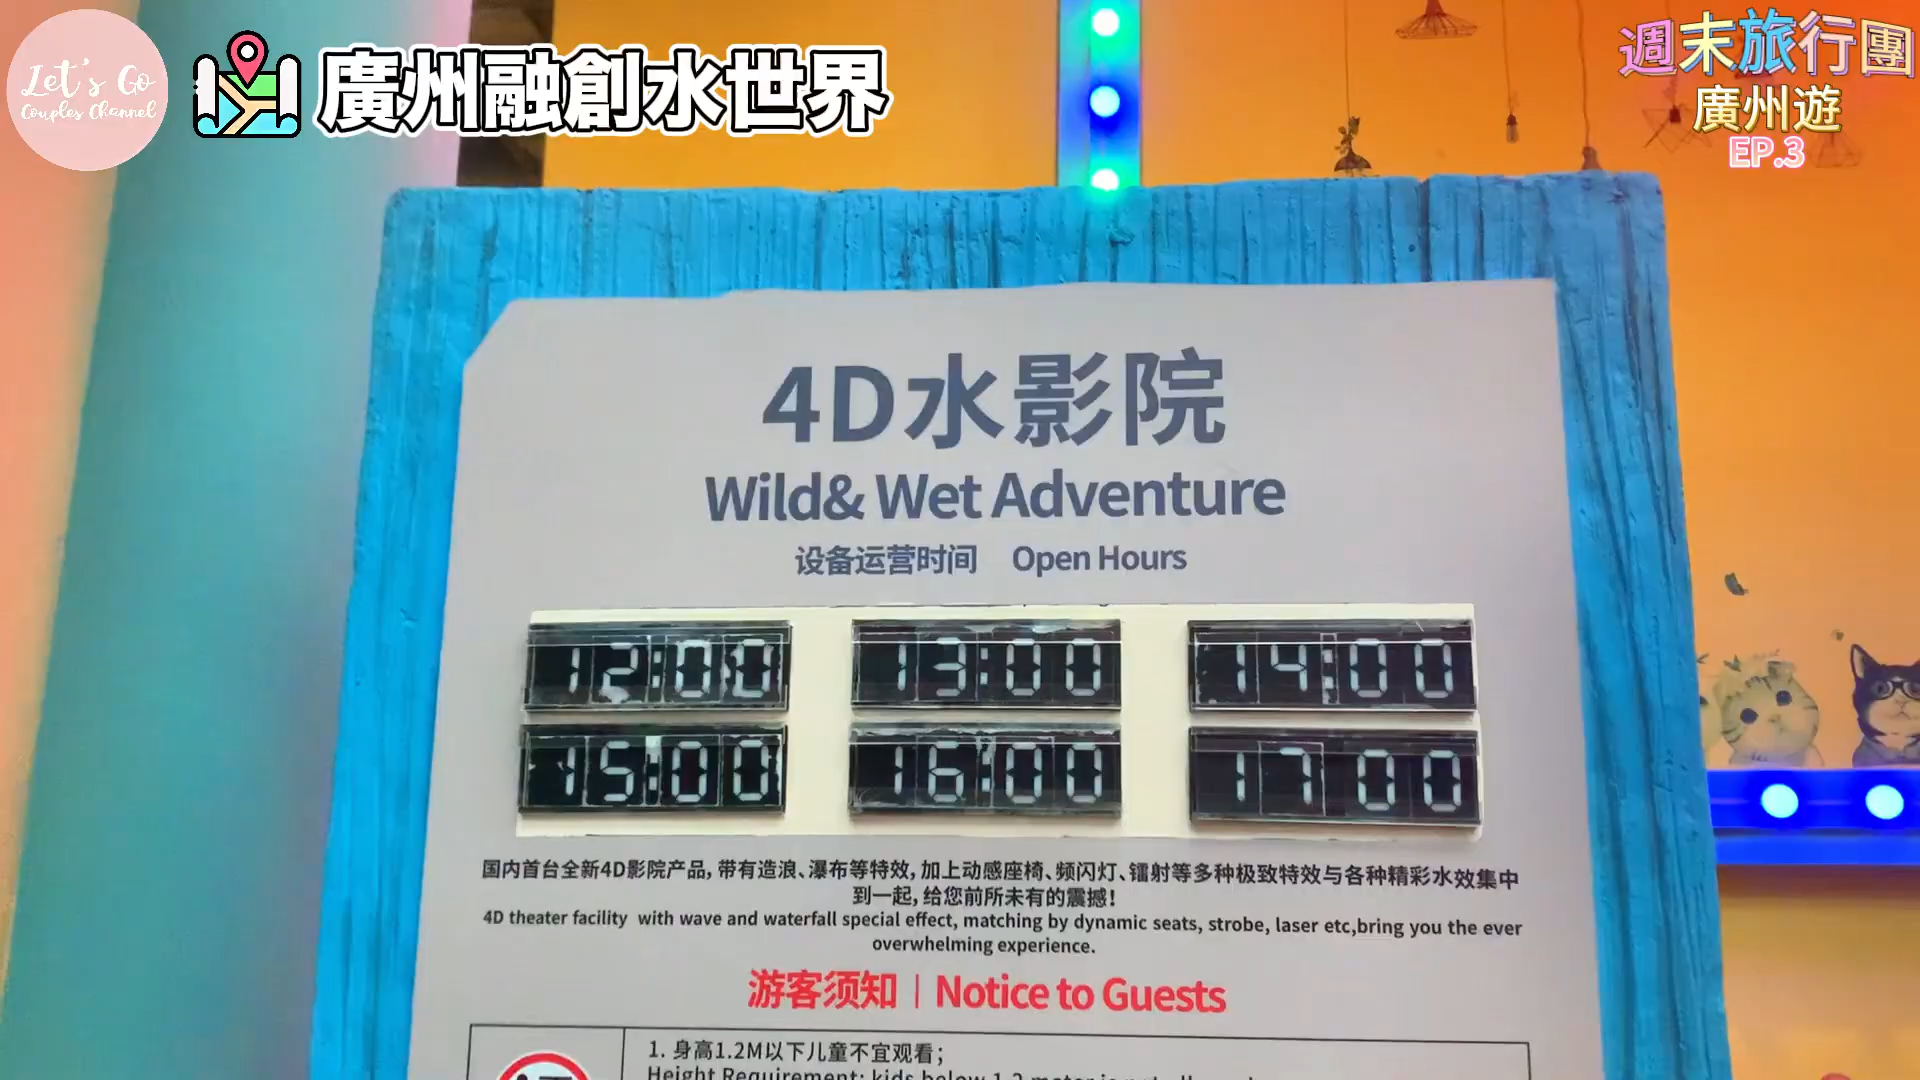 Let's Go
Couples Channel
廣州融創水世界
週末旅行團
廣州遊
EP.3
4D水影院
Wild& Wet Adventure
设备运营时间 Open Hours
12:00 13:00 14:00
15:00 16:00 17 00
国内首台全新4D影院产品, 带有造浪、瀑布等特效, 加上动感座椅、频闪灯、镭射等多种极致特效与各种精彩水效集中
到一起, 给您前所未有的震撼!
4D theater facility with wave and waterfall special effect, matching by dynamic seats, strobe, laser etc,bring you the ever
overwhelming experience.
游客须知 | Notice to Guests
1. 身高1.2M以下儿童不宜观看;
Height Requirement: kids below 1.2 meter is